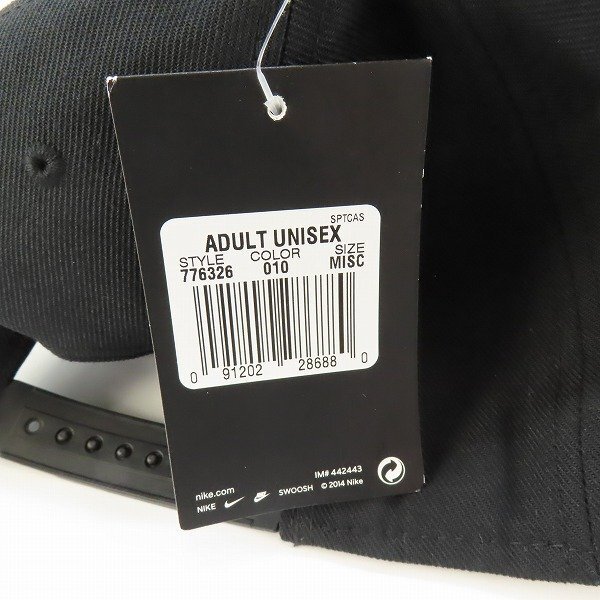 SPTCAS
ADULT UNISEX
STYLE COLOR SIZE
776326 010 MISC
0 91202 28688 0
IM# 442443
nike.com
NIKE SWOOSH © 2014 Nike